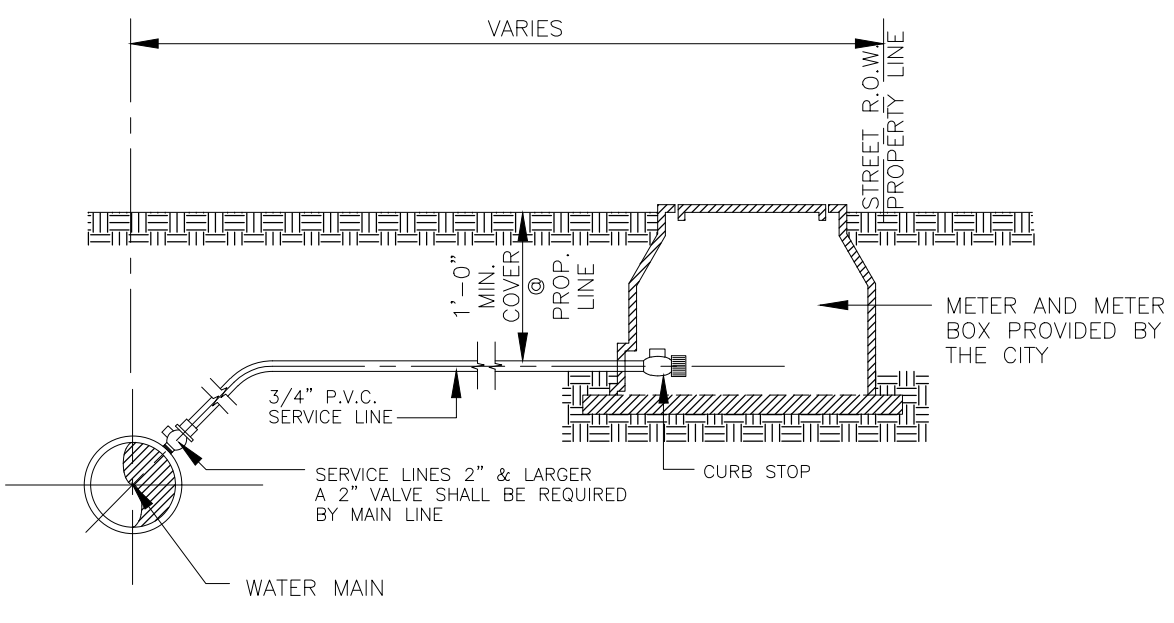 VARIES
STREET R.O.W.
PROPERTY LINE
1'-0"
MIN.
COVER
@
PROP.
LINE
METER AND METER
BOX PROVIDED BY
THE CITY
3/4" P.V.C.
SERVICE LINE
SERVICE LINES 2" & LARGER
A 2" VALVE SHALL BE REQUIRED
BY MAIN LINE
CURB STOP
WATER MAIN